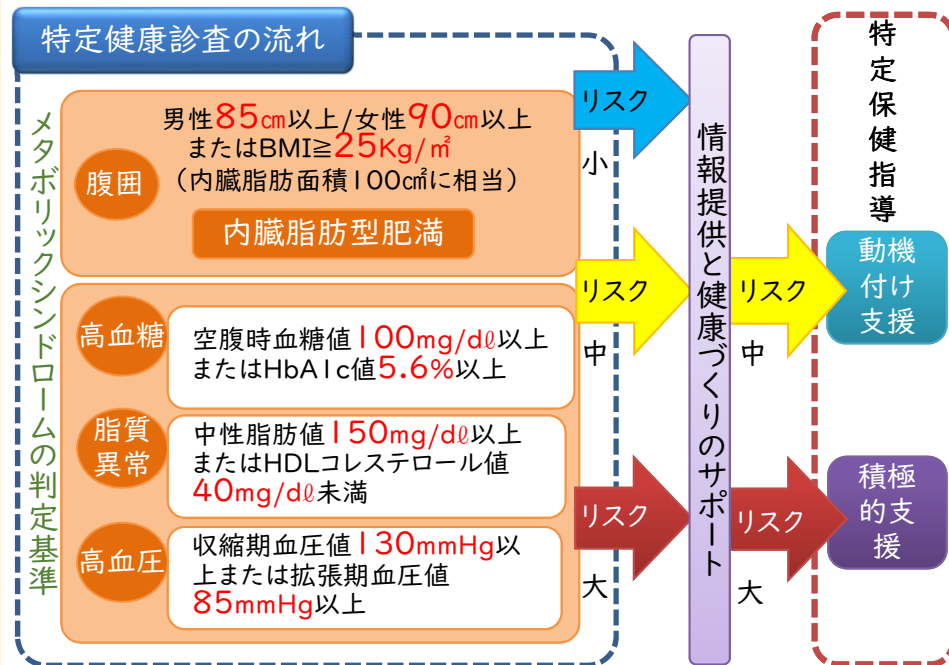 特定健康診査の流れ
メタボリックシンドロームの判定基準
腹囲
男性85㎝以上/女性90㎝以上
またはBMI≧25Kg/㎡
(内臓脂肪面積100㎠に相当)
内臓脂肪型肥満
高血糖
空腹時血糖値100mg/dℓ以上
またはHbA1c値5.6%以上
脂質
異常
中性脂肪値150mg/dℓ以上
またはHDLコレステロール値
40mg/dℓ未満
高血圧
収縮期血圧値130mmHg以
上または拡張期血圧値
85mmHg以上
リスク
小
リスク
中
リスク
大
情報提供と健康づくりのサポート
リスク
中
リスク
大
特定保健指導
動機
付け
支援
積極
的支
援